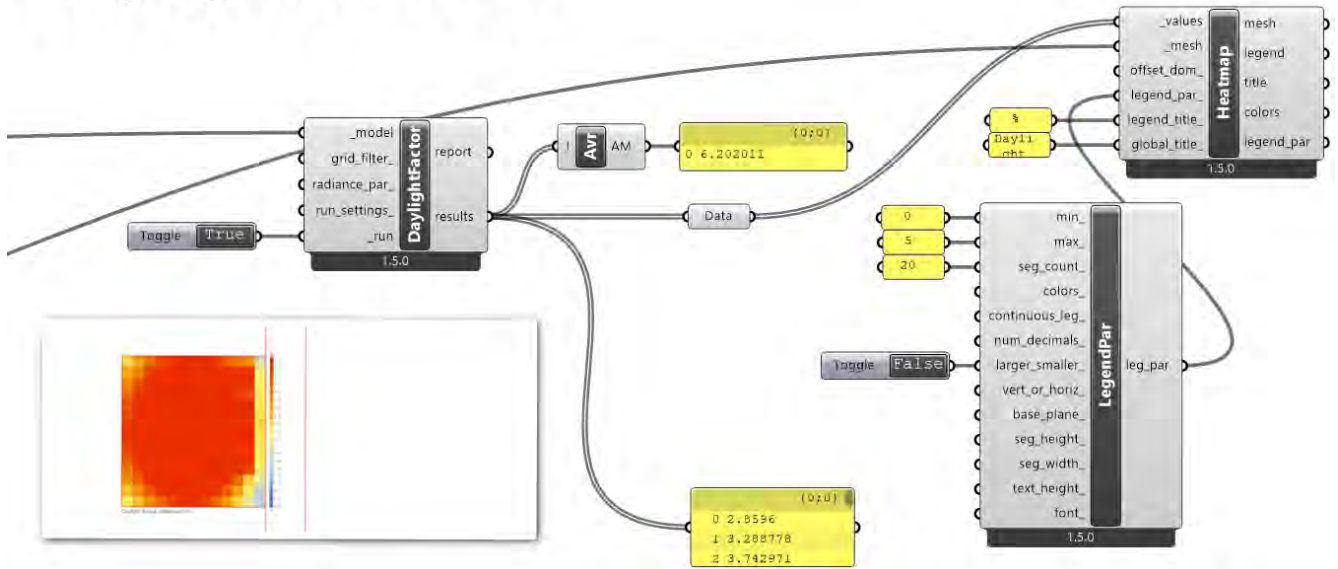 _values
_mesh
offset_dom_
legend_par_
legend_title_
global_title_
Heatmap
mesh
legend
title
colors
legend_par
1.5.0
%
Dayli
ght
_model
grid_filter_
radiance_par_
run_settings_
_run
DaylightFactor
report
results
1.5.0
Toggle True
I
Avr
AM
{0;0}
0 6.202011
Data
0
5
20
min_
max_
seg_count_
colors_
continuous_leg_
num_decimals_
larger_smaller_
vert_or_horiz_
base_plane_
seg_height_
seg_width_
text_height_
font_
LegendPar
leg_par
1.5.0
Toggle False
{0;0}
0 2.8596
1 3.288778
2 3.742971